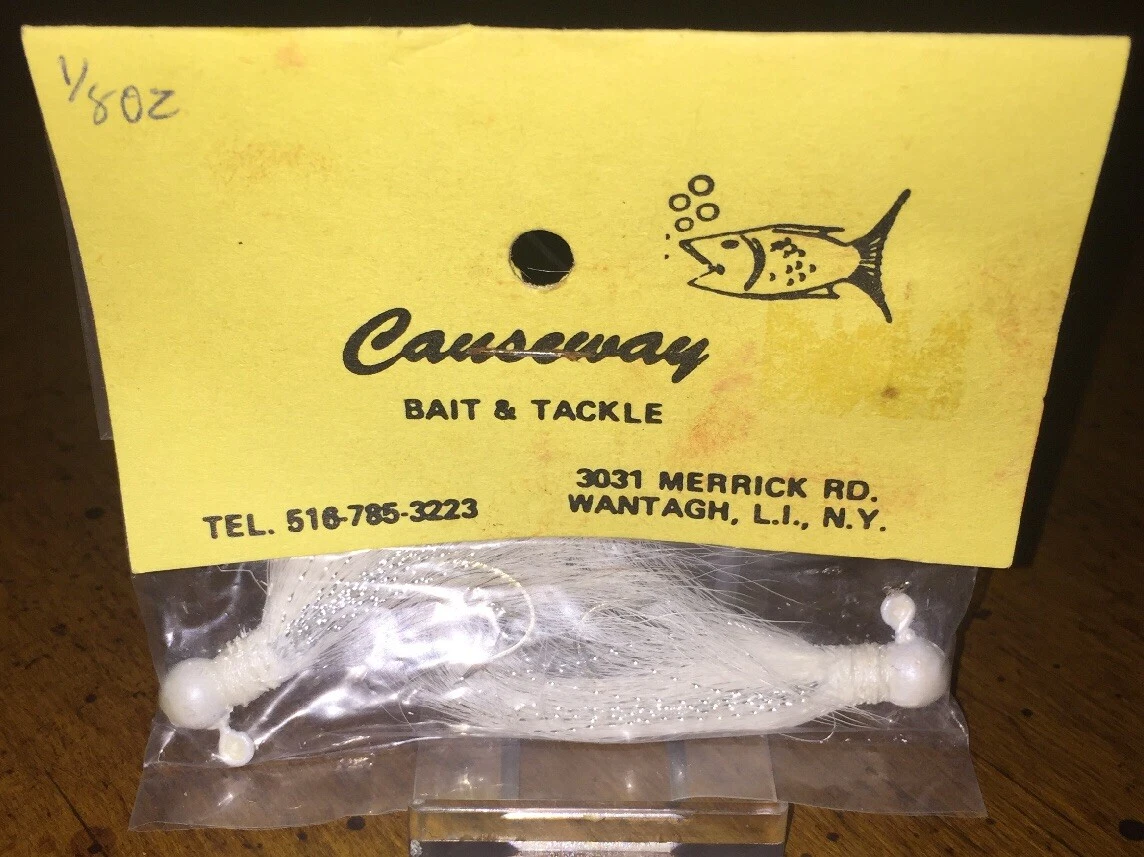 1/8 OZ
Causeway
BAIT & TACKLE
TEL. 516-785-3223
3031 MERRICK RD.
WANTAGH, L.I., N.Y.